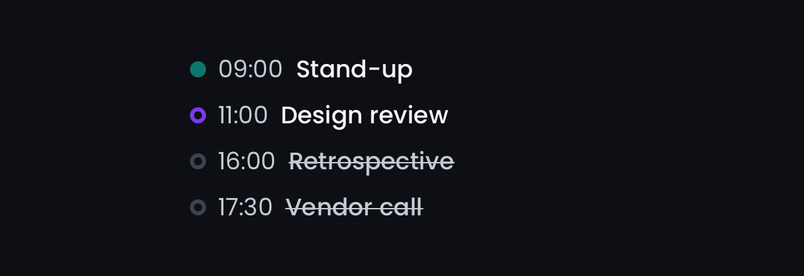 09:00 Stand-up
11:00 Design review
16:00 Retrospective
17:30 Vendor call